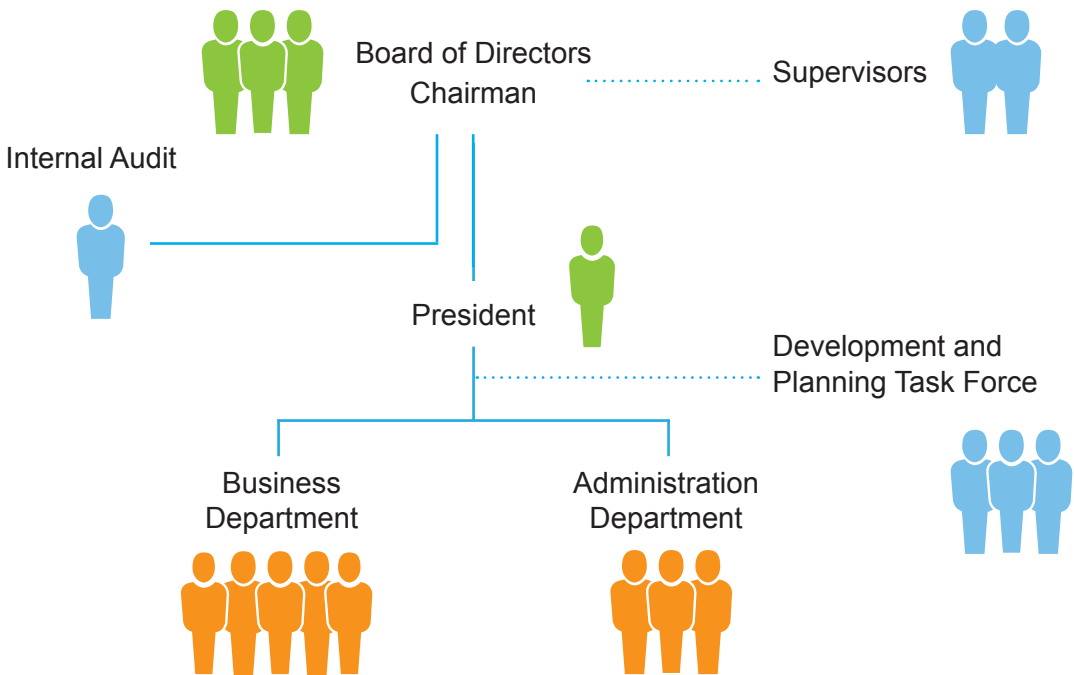 Board of Directors
Chairman
Supervisors
Internal Audit
President
Development and
Planning Task Force
Business
Department
Administration
Department